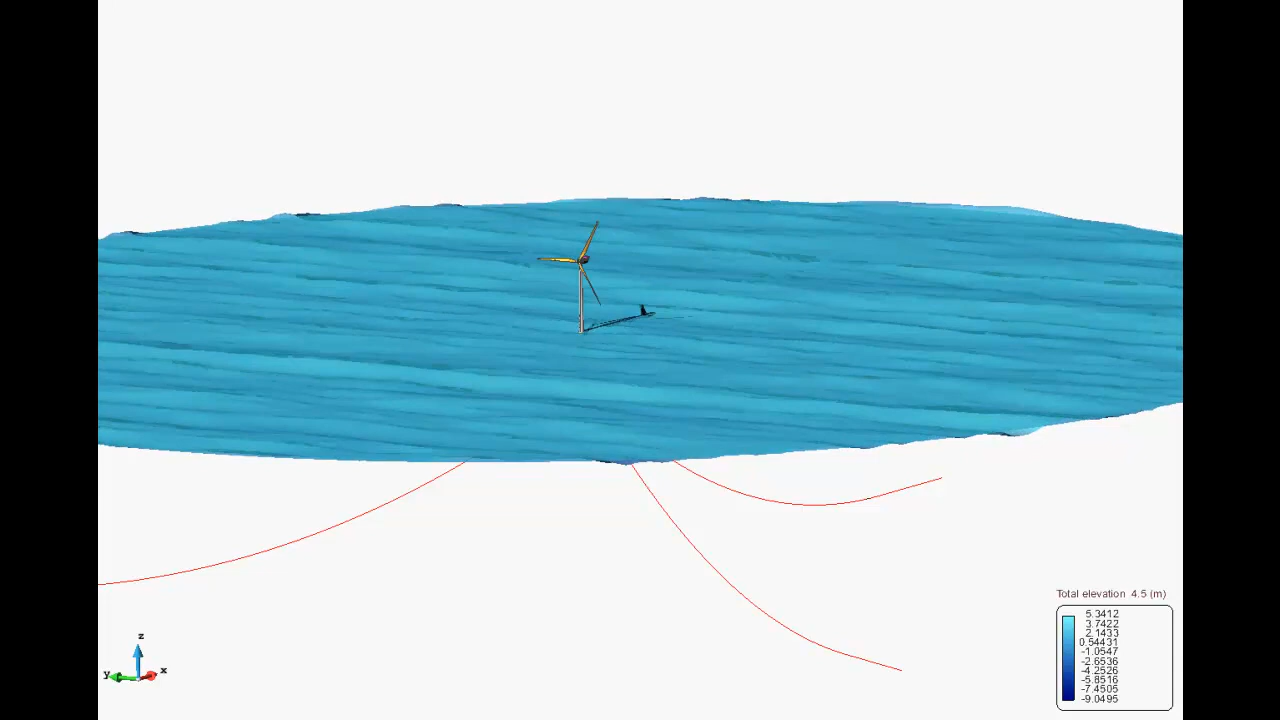 Total elevation 4.5 (m)
5.3412
3.7422
2.1433
0.54431
-1.0547
-2.6536
-4.2526
-5.8516
-7.4505
-9.0495
z
y
x